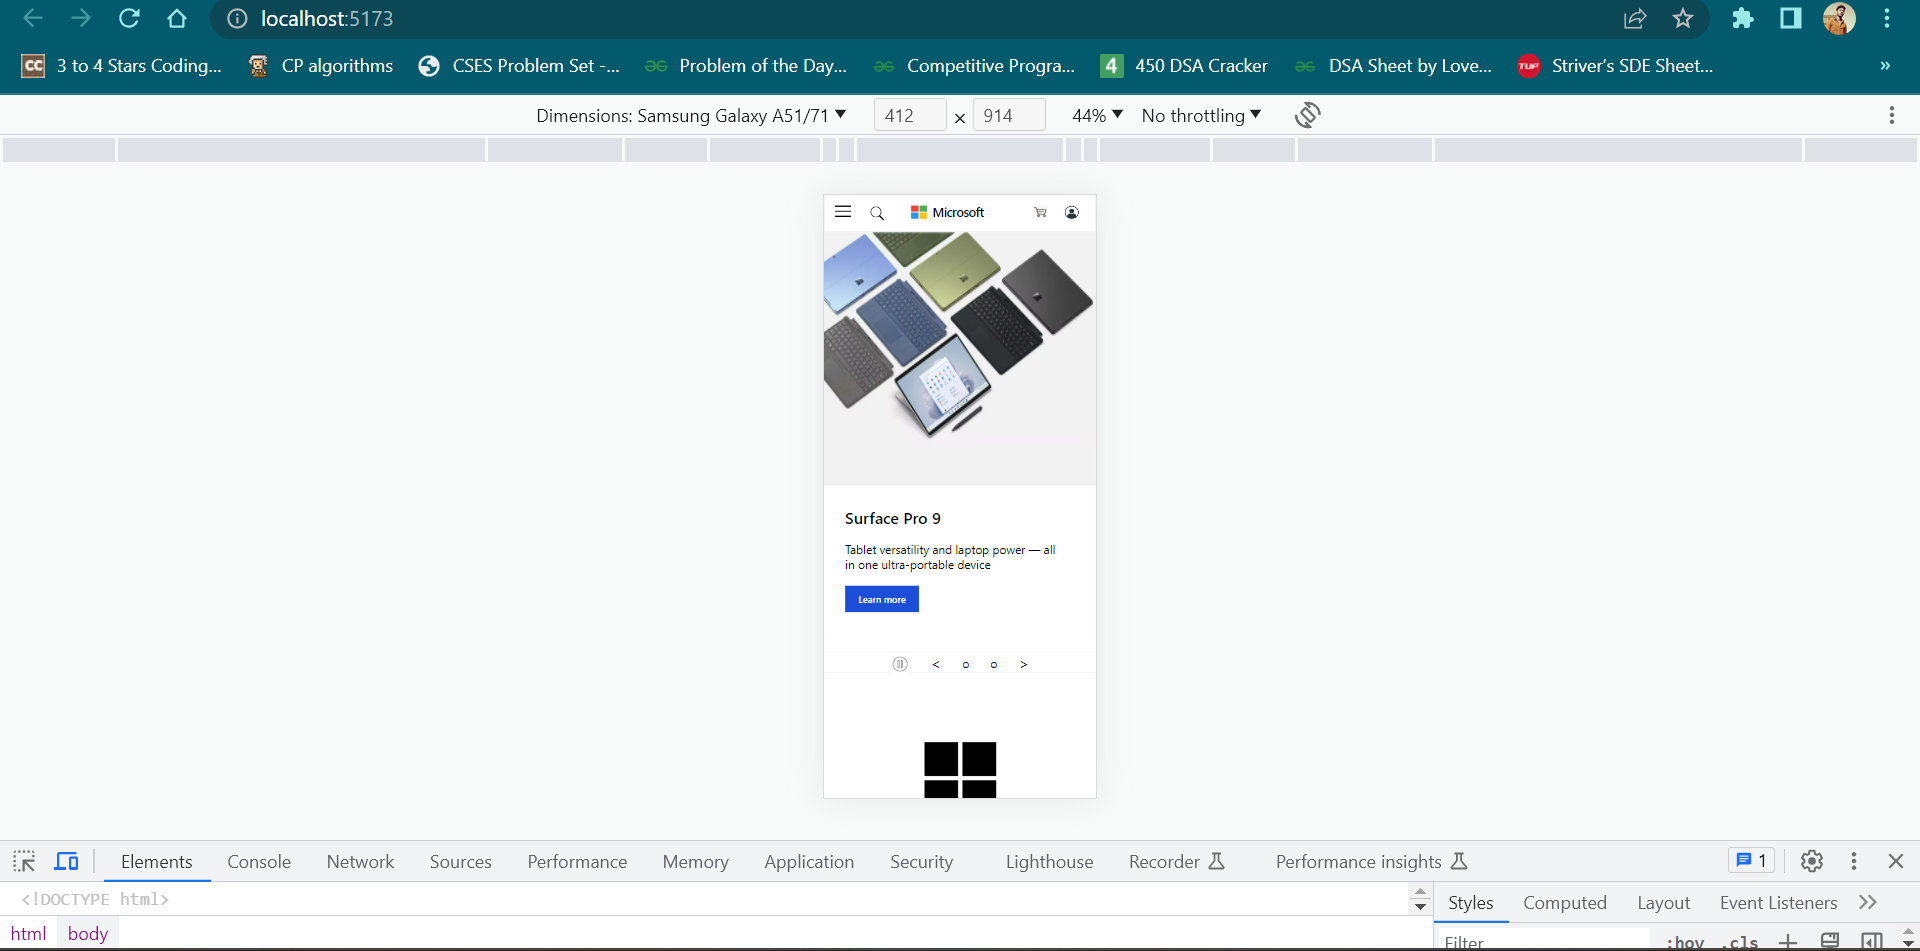 localhost:5173
CC 3 to 4 Stars Coding... CP algorithms CSES Problem Set -... Problem of the Day... Competitive Progra... 4 450 DSA Cracker DSA Sheet by Love... TUF Striver's SDE Sheet... »
Dimensions: Samsung Galaxy A51/71 412 × 914 44% No throttling
Microsoft
Surface Pro 9
Tablet versatility and laptop power — all
in one ultra-portable device
Learn more
< ○ ○ >
Elements Console Network Sources Performance Memory Application Security Lighthouse Recorder Performance insights 1
<!DOCTYPE html>
Styles Computed Layout Event Listeners
html body
Filter :hov .cls